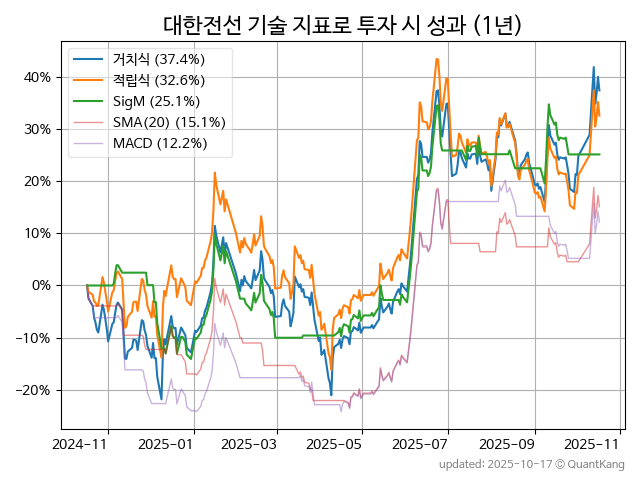 대한전선 기술 지표로 투자 시 성과 (1년)
거치식 (37.4%)
적립식 (32.6%)
SigM (25.1%)
SMA(20) (15.1%)
MACD (12.2%)
40%
30%
20%
10%
0%
−10%
−20%
2024-11 2025-01 2025-03 2025-05 2025-07 2025-09 2025-11
updated: 2025-10-17 © QuantKang